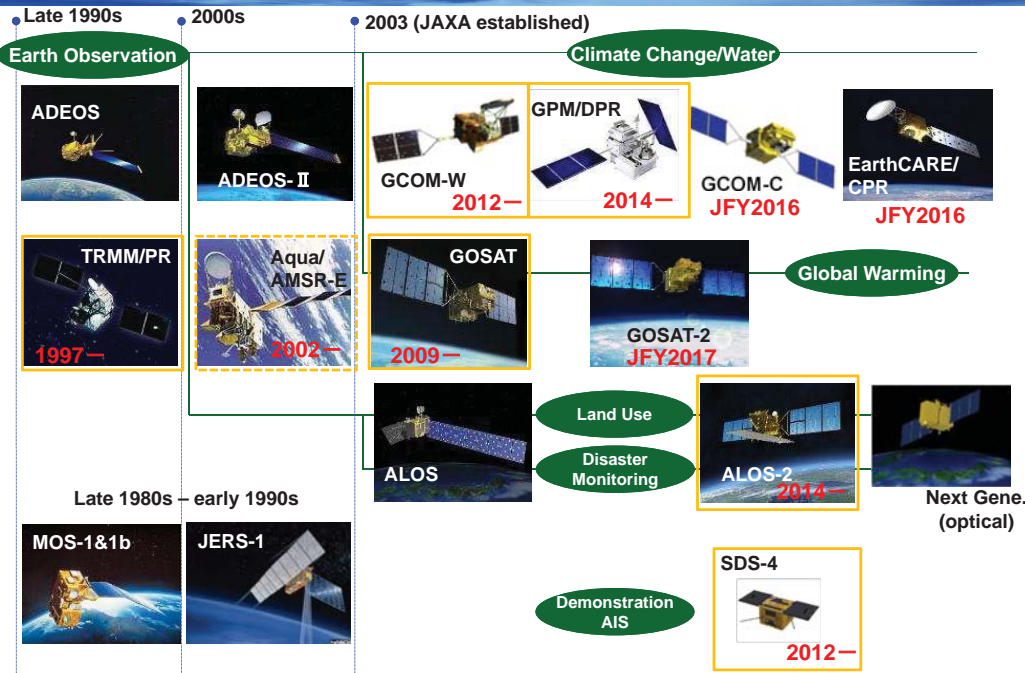 Late 1990s
2000s
2003 (JAXA established)
Earth Observation
Climate Change/Water
ADEOS
ADEOS-Ⅱ
GCOM-W
2012 —
GPM/DPR
2014 —
GCOM-C
JFY2016
EarthCARE/
CPR
JFY2016
TRMM/PR
1997 —
Aqua/
AMSR-E
2002 —
GOSAT
2009 —
GOSAT-2
JFY2017
Global Warming
ALOS
Land Use
Disaster
Monitoring
ALOS-2
2014 —
Next Gene.
(optical)
Late 1980s – early 1990s
MOS-1&1b
JERS-1
Demonstration
AIS
SDS-4
2012 —